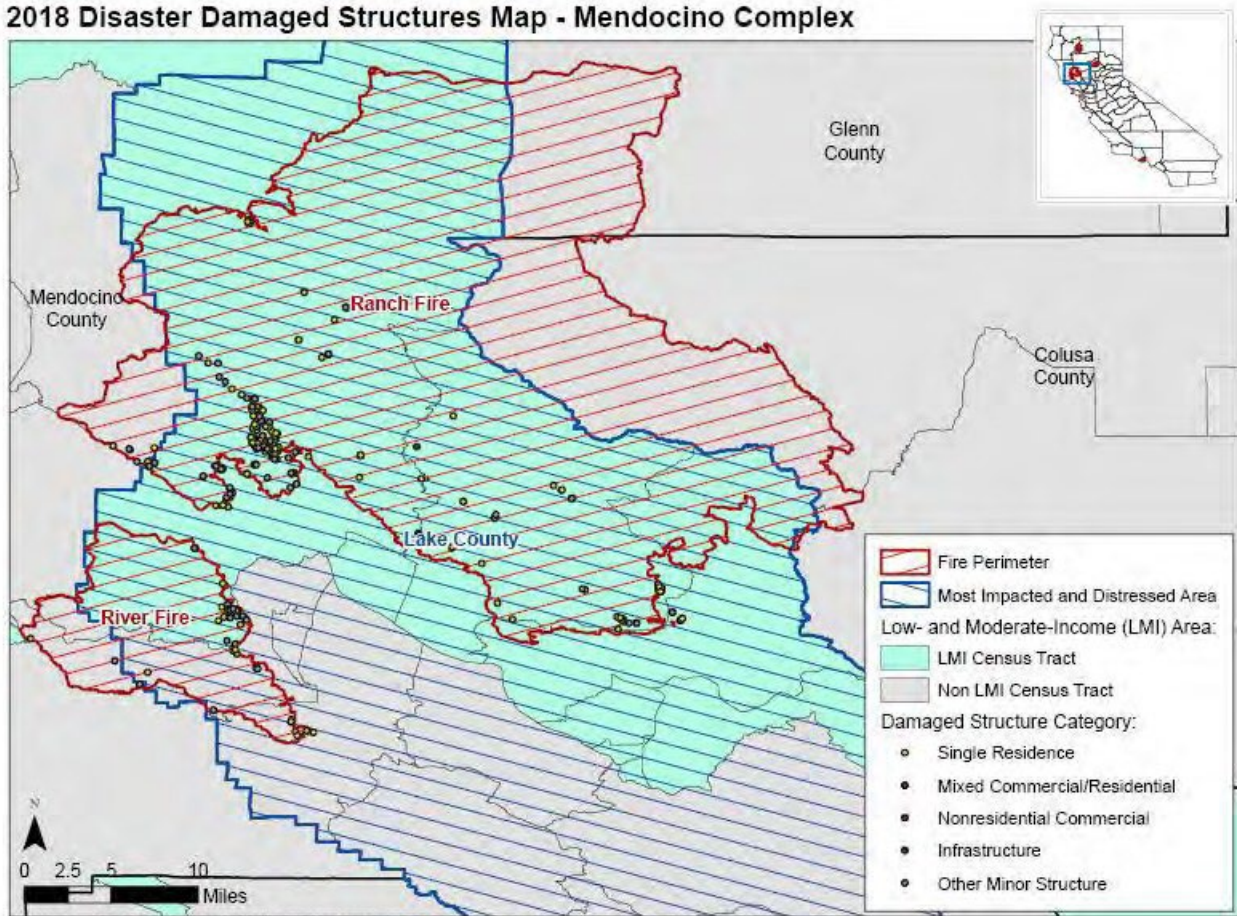 2018 Disaster Damaged Structures Map - Mendocino Complex
Glenn
County
Mendocino
County
Ranch Fire
Colusa
County
Lake County
River Fire
Fire Perimeter
Most Impacted and Distressed Area
Low- and Moderate-Income (LMI) Area:
LMI Census Tract
Non LMI Census Tract
Damaged Structure Category:
Single Residence
Mixed Commercial/Residential
Nonresidential Commercial
Infrastructure
Other Minor Structure
N
0 2.5 5 10
Miles